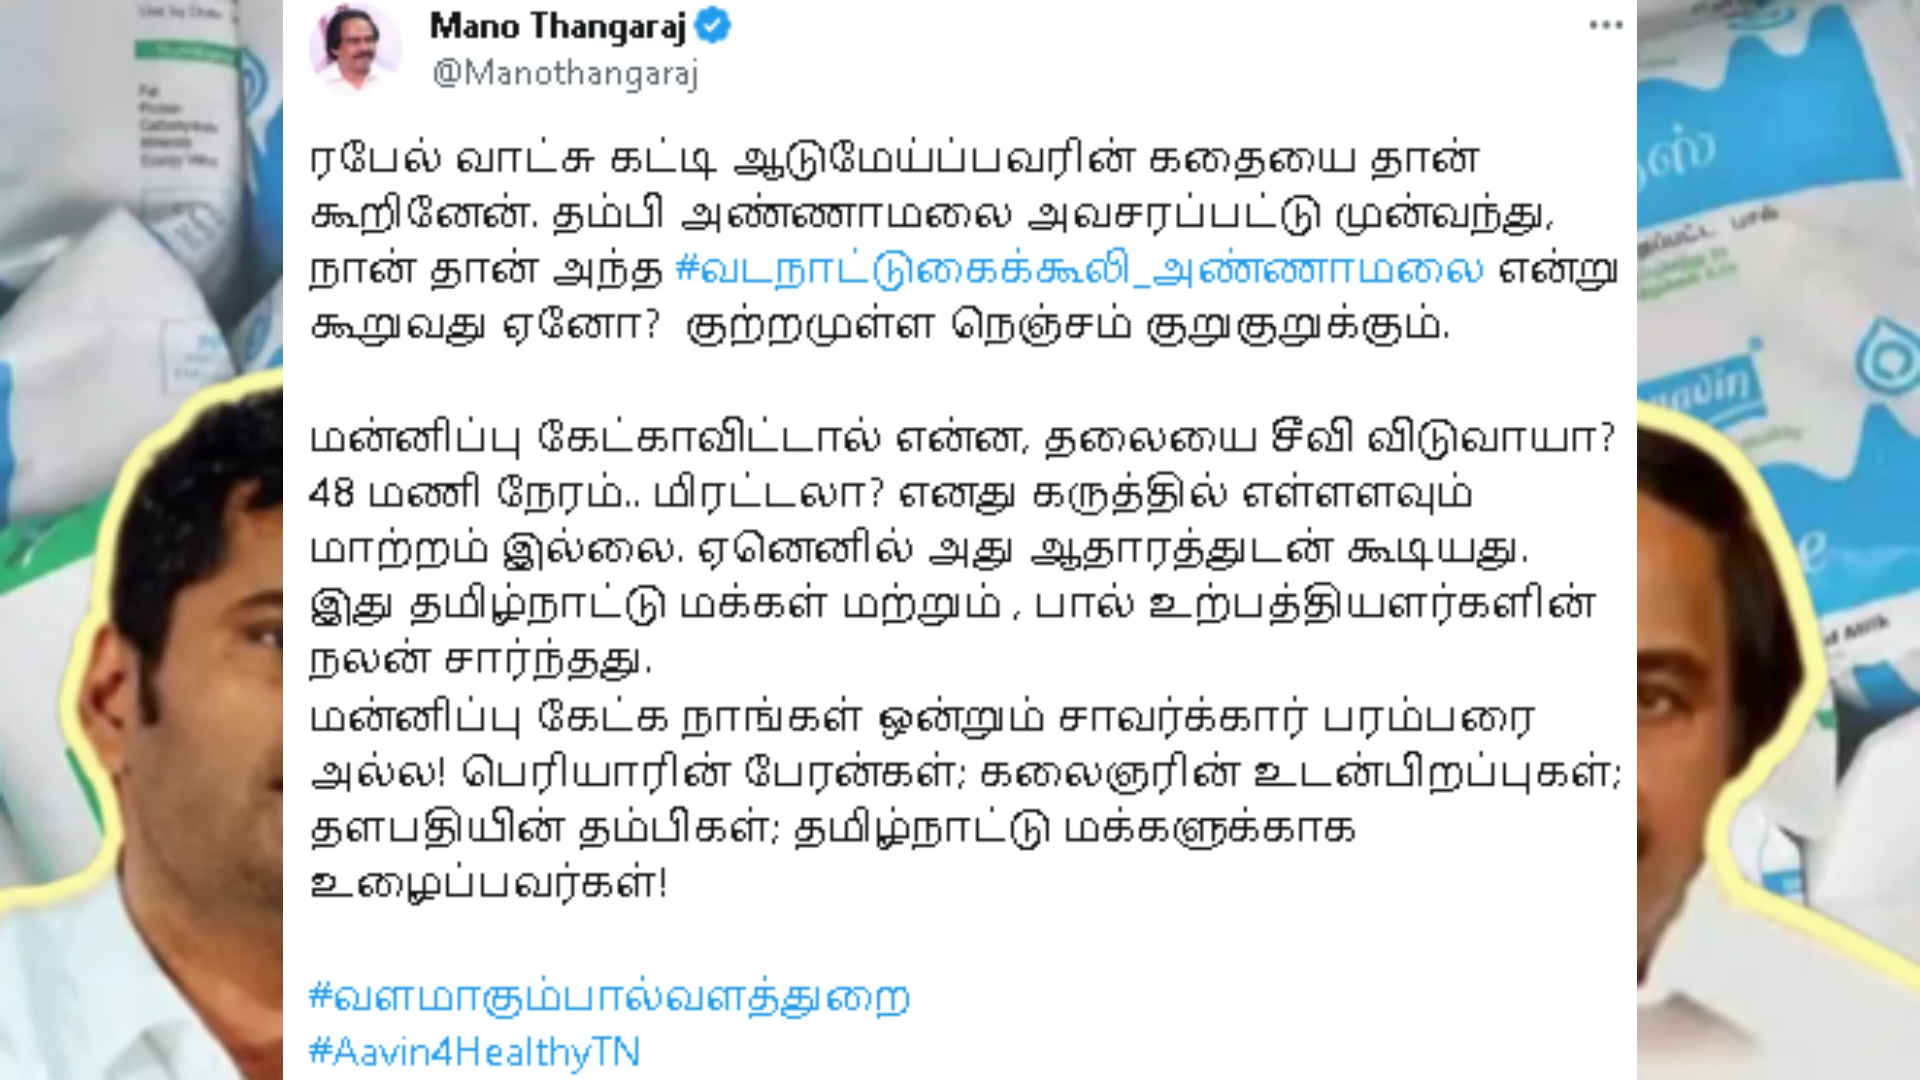 Mano Thangaraj
@Manothangaraj
ரபேல் வாட்சு கட்டி ஆடுமேய்ப்பவரின் கதையை தான்
கூறினேன். தம்பி அண்ணாமலை அவசரப்பட்டு முன்வந்து,
நான் தான் அந்த #வடநாட்டுகைக்கூலி_அண்ணாமலை என்று
கூறுவது ஏனோ? குற்றமுள்ள நெஞ்சம் குறுகுறுக்கும்.
மன்னிப்பு கேட்காவிட்டால் என்ன, தலையை சீவி விடுவாயா?
48 மணி நேரம்.. மிரட்டலா? எனது கருத்தில் எள்ளளவும்
மாற்றம் இல்லை. ஏனெனில் அது ஆதாரத்துடன் கூடியது.
இது தமிழ்நாட்டு மக்கள் மற்றும் , பால் உற்பத்தியளர்களின்
நலன் சார்ந்தது.
மன்னிப்பு கேட்க நாங்கள் ஒன்றும் சாவர்க்கார் பரம்பரை
அல்ல! பெரியாரின் பேரன்கள்; கலைஞரின் உடன்பிறப்புகள்;
தளபதியின் தம்பிகள்; தமிழ்நாட்டு மக்களுக்காக
உழைப்பவர்கள்!
#வளமாகும்பால்வளத்துறை
#Aavin4HealthyTN